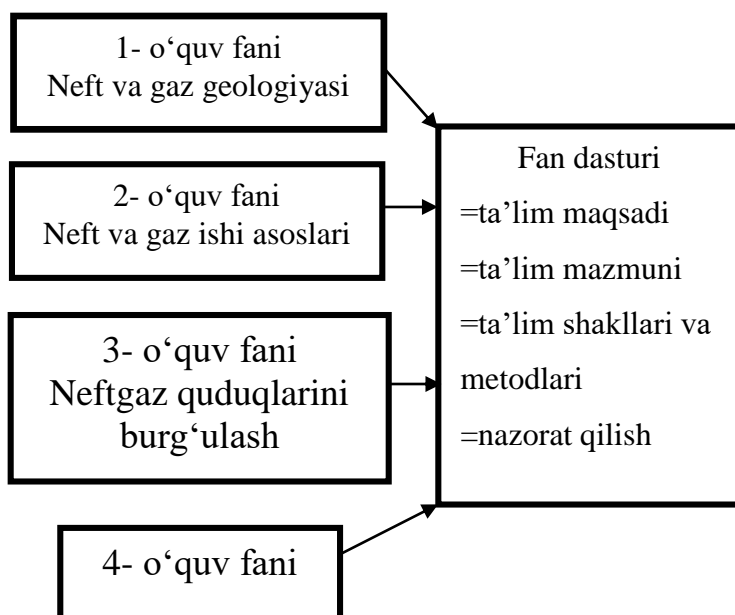 1- o‘quv fani
Neft va gaz geologiyasi
2- o‘quv fani
Neft va gaz ishi asoslari
3- o‘quv fani
Neftgaz quduqlarini
burg‘ulash
4- o‘quv fani
Fan dasturi
=ta’lim maqsadi
=ta’lim mazmuni
=ta’lim shakllari va
metodlari
=nazorat qilish